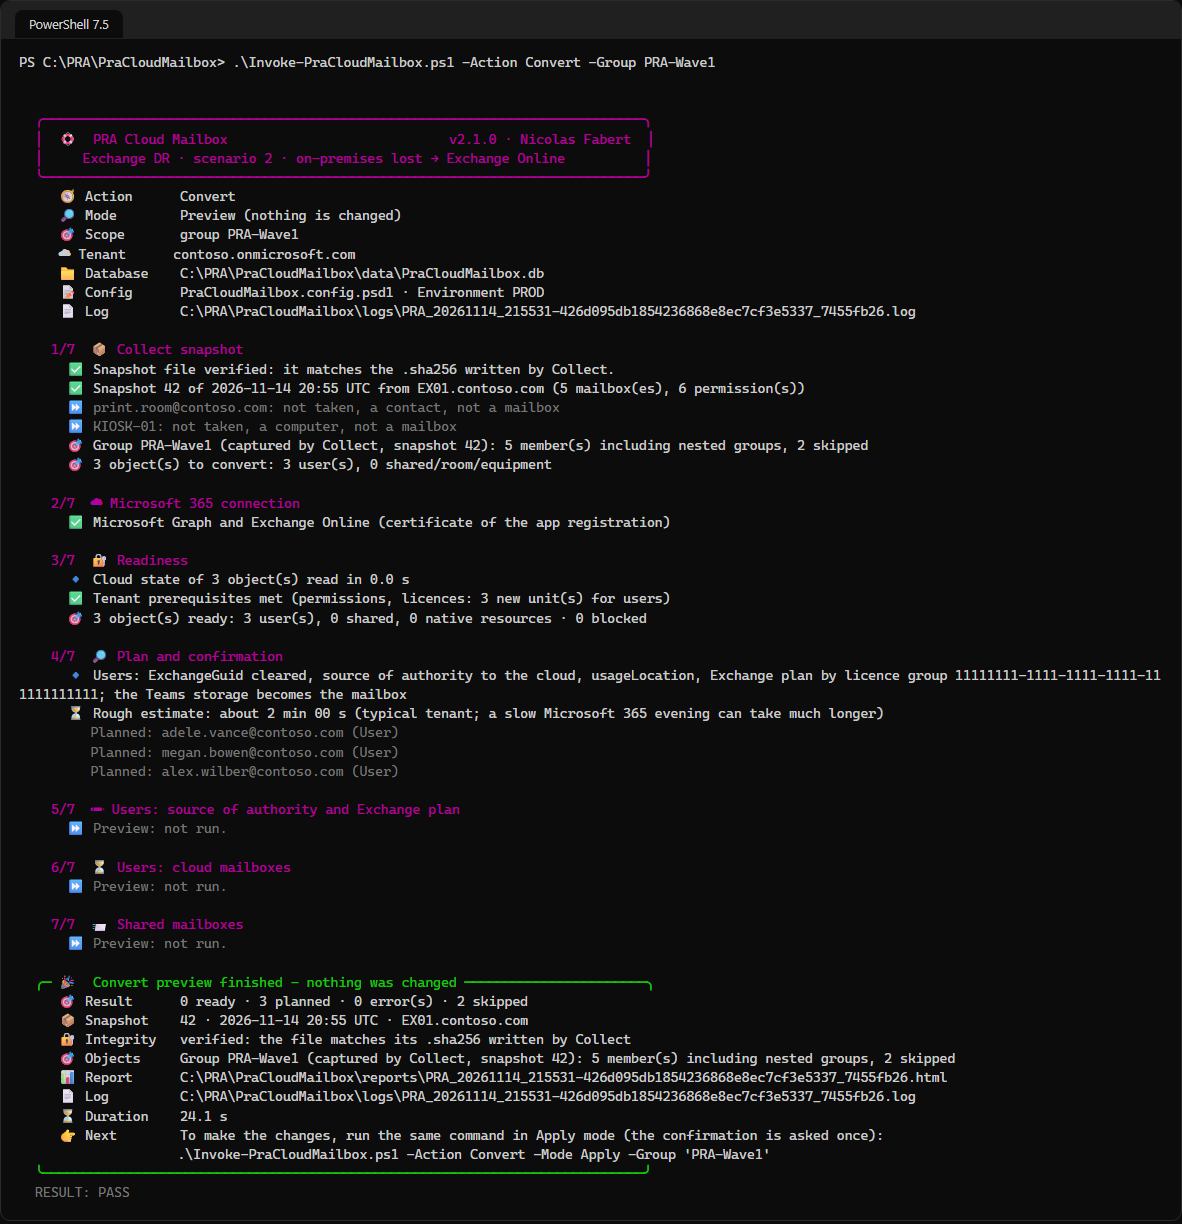 PowerShell 7.5
PS C:\PRA\PraCloudMailbox> .\Invoke-PraCloudMailbox.ps1 -Action Convert -Group PRA-Wave1
PRA Cloud Mailbox v2.1.0 · Nicolas Fabert
Exchange DR · scenario 2 · on-premises lost → Exchange Online
Action Convert
Mode Preview (nothing is changed)
Scope group PRA-Wave1
Tenant contoso.onmicrosoft.com
Database C:\PRA\PraCloudMailbox\data\PraCloudMailbox.db
Config PraCloudMailbox.config.psd1 · Environment PROD
Log C:\PRA\PraCloudMailbox\logs\PRA_20261114_215531-426d095db1854236868e8ec7cf3e5337_7455fb26.log
1/7 Collect snapshot
Snapshot file verified: it matches the .sha256 written by Collect.
Snapshot 42 of 2026-11-14 20:55 UTC from EX01.contoso.com (5 mailbox(es), 6 permission(s))
print.room@contoso.com: not taken, a contact, not a mailbox
KIOSK-01: not taken, a computer, not a mailbox
Group PRA-Wave1 (captured by Collect, snapshot 42): 5 member(s) including nested groups, 2 skipped
3 object(s) to convert: 3 user(s), 0 shared/room/equipment
2/7 Microsoft 365 connection
Microsoft Graph and Exchange Online (certificate of the app registration)
3/7 Readiness
Cloud state of 3 object(s) read in 0.0 s
Tenant prerequisites met (permissions, licences: 3 new unit(s) for users)
3 object(s) ready: 3 user(s), 0 shared, 0 native resources · 0 blocked
4/7 Plan and confirmation
Users: ExchangeGuid cleared, source of authority to the cloud, usageLocation, Exchange plan by licence group 11111111-1111-1111-1111-11
1111111111; the Teams storage becomes the mailbox
Rough estimate: about 2 min 00 s (typical tenant; a slow Microsoft 365 evening can take much longer)
Planned: adele.vance@contoso.com (User)
Planned: megan.bowen@contoso.com (User)
Planned: alex.wilber@contoso.com (User)
5/7 Users: source of authority and Exchange plan
Preview: not run.
6/7 Users: cloud mailboxes
Preview: not run.
7/7 Shared mailboxes
Preview: not run.
Convert preview finished — nothing was changed
Result 0 ready · 3 planned · 0 error(s) · 2 skipped
Snapshot 42 · 2026-11-14 20:55 UTC · EX01.contoso.com
Integrity verified: the file matches its .sha256 written by Collect
Objects Group PRA-Wave1 (captured by Collect, snapshot 42): 5 member(s) including nested groups, 2 skipped
Report C:\PRA\PraCloudMailbox\reports\PRA_20261114_215531-426d095db1854236868e8ec7cf3e5337_7455fb26.html
Log C:\PRA\PraCloudMailbox\logs\PRA_20261114_215531-426d095db1854236868e8ec7cf3e5337_7455fb26.log
Duration 24.1 s
Next To make the changes, run the same command in Apply mode (the confirmation is asked once):
.\Invoke-PraCloudMailbox.ps1 -Action Convert -Mode Apply -Group 'PRA-Wave1'
RESULT: PASS